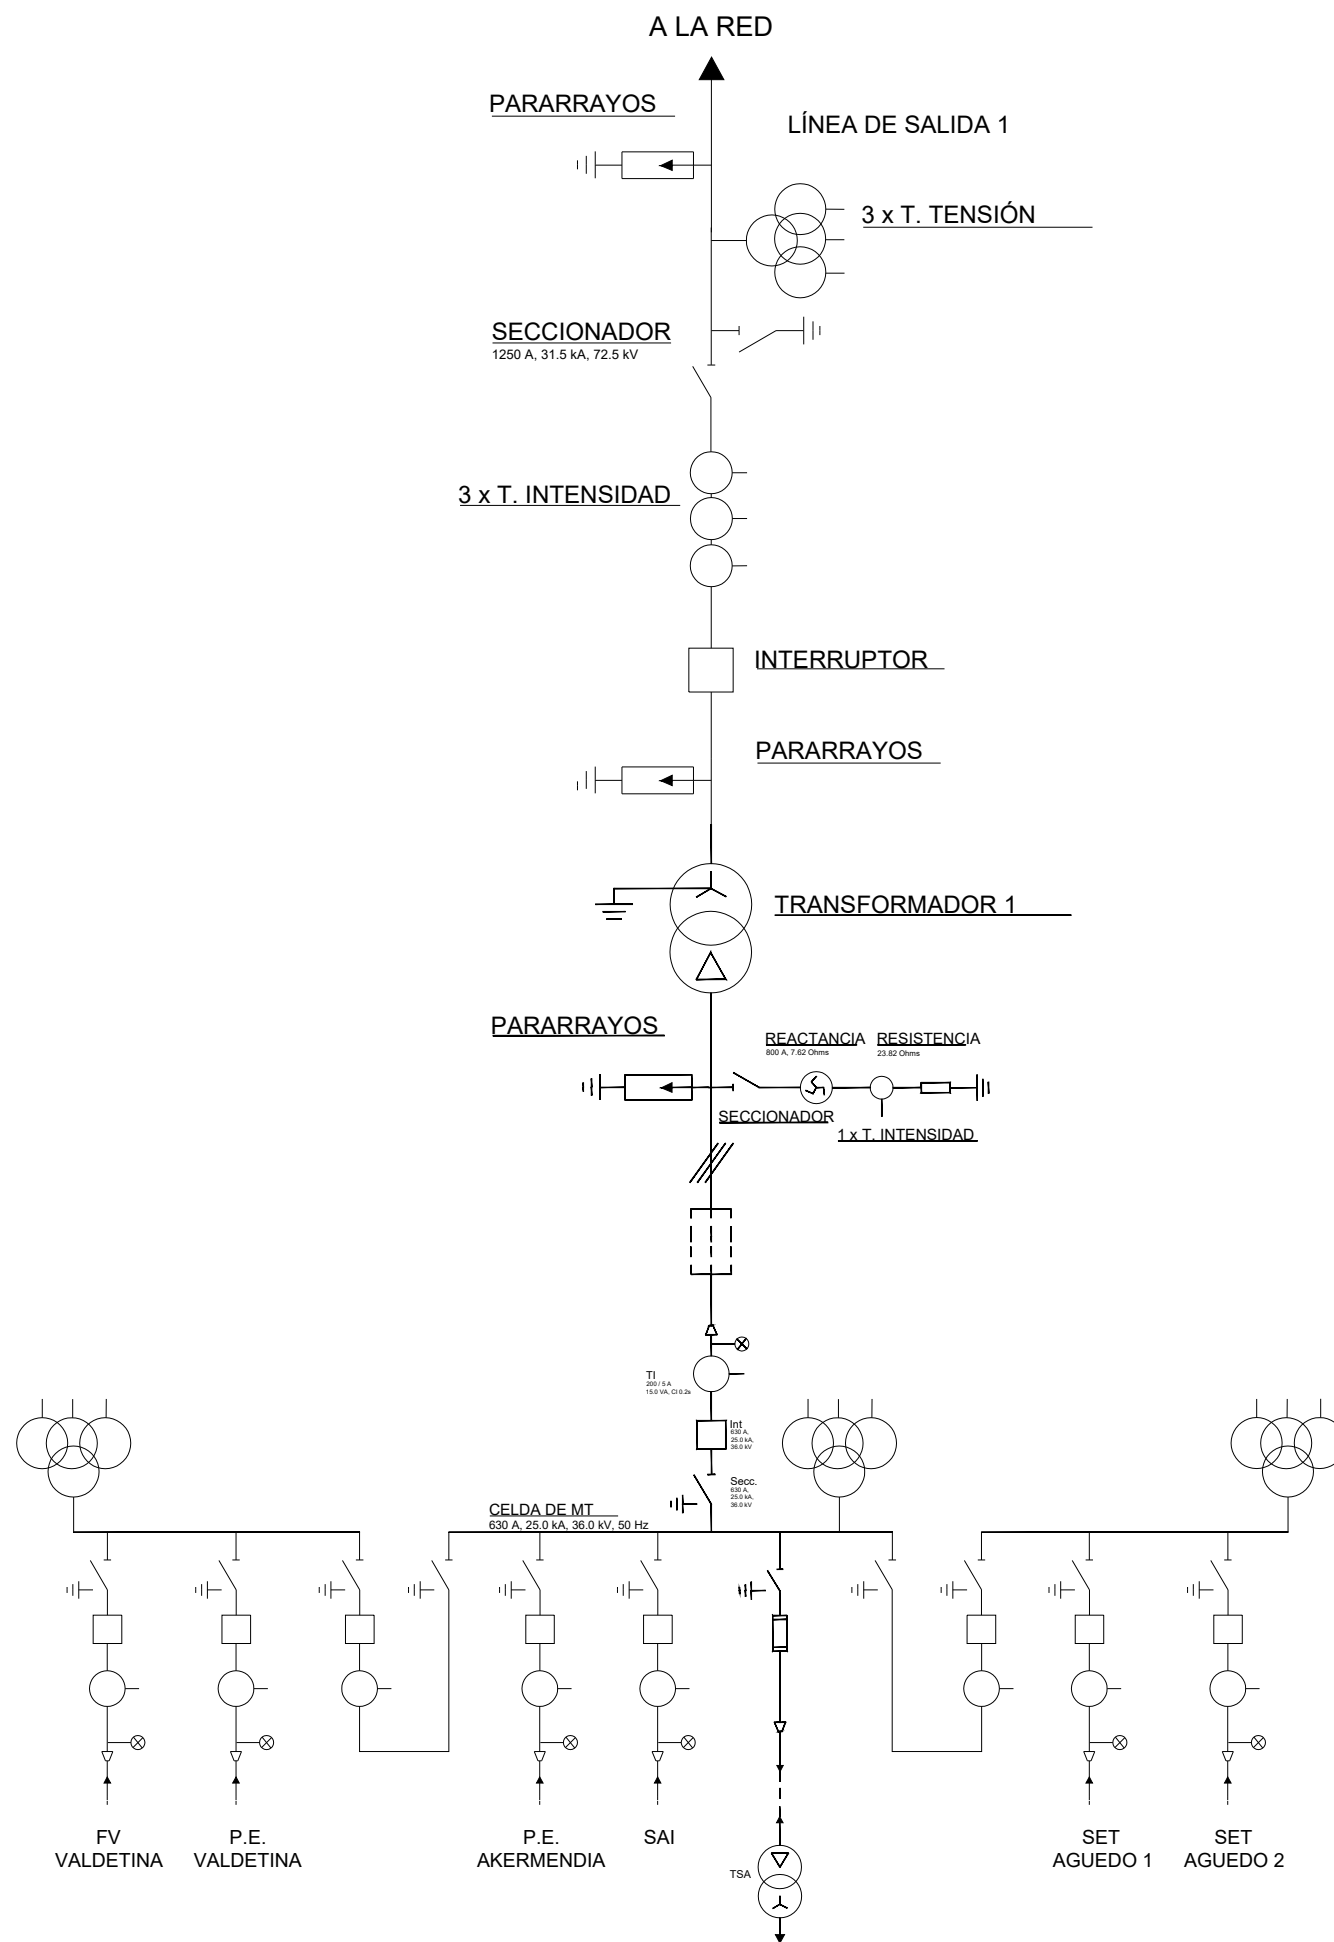 A LA RED
PARARRAYOS
LÍNEA DE SALIDA 1
3 x T. TENSIÓN
SECCIONADOR
1250 A, 31.5 kA, 72.5 kV
3 x T. INTENSIDAD
INTERRUPTOR
PARARRAYOS
TRANSFORMADOR 1
PARARRAYOS
REACTANCIA
800 A, 7.62 Ohms
RESISTENCIA
23.82 Ohms
SECCIONADOR
1 x T. INTENSIDAD
TI
200 / 5 A
15.0 VA, Cl 0.2s
Int
630 A,
25.0 kA,
36.0 kV
Secc.
630 A,
25.0 kA,
36.0 kV
CELDA DE MT
630 A, 25.0 kA, 36.0 kV, 50 Hz
FV
VALDETINA
P.E.
VALDETINA
P.E.
AKERMENDIA
SAI
TSA
SET
AGUEDO 1
SET
AGUEDO 2